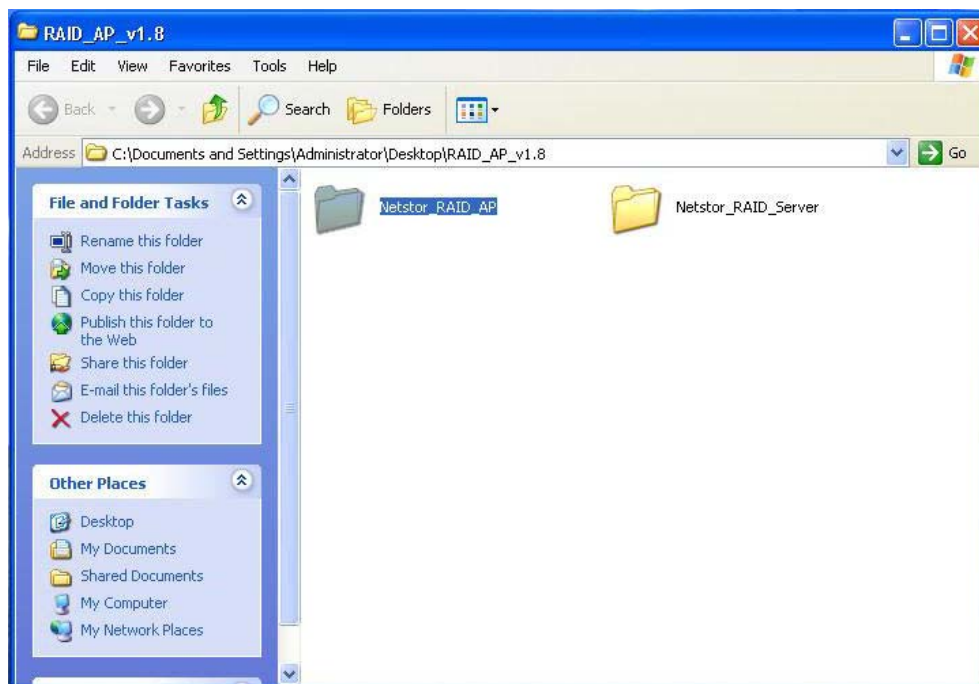 RAID_AP_v1.8
File Edit View Favorites Tools Help
Back Search Folders
Address C:\Documents and Settings\Administrator\Desktop\RAID_AP_v1.8 Go
File and Folder Tasks
Rename this folder
Move this folder
Copy this folder
Publish this folder to
the Web
Share this folder
E-mail this folder's files
Delete this folder
Other Places
Desktop
My Documents
Shared Documents
My Computer
My Network Places
Netstor_RAID_AP
Netstor_RAID_Server